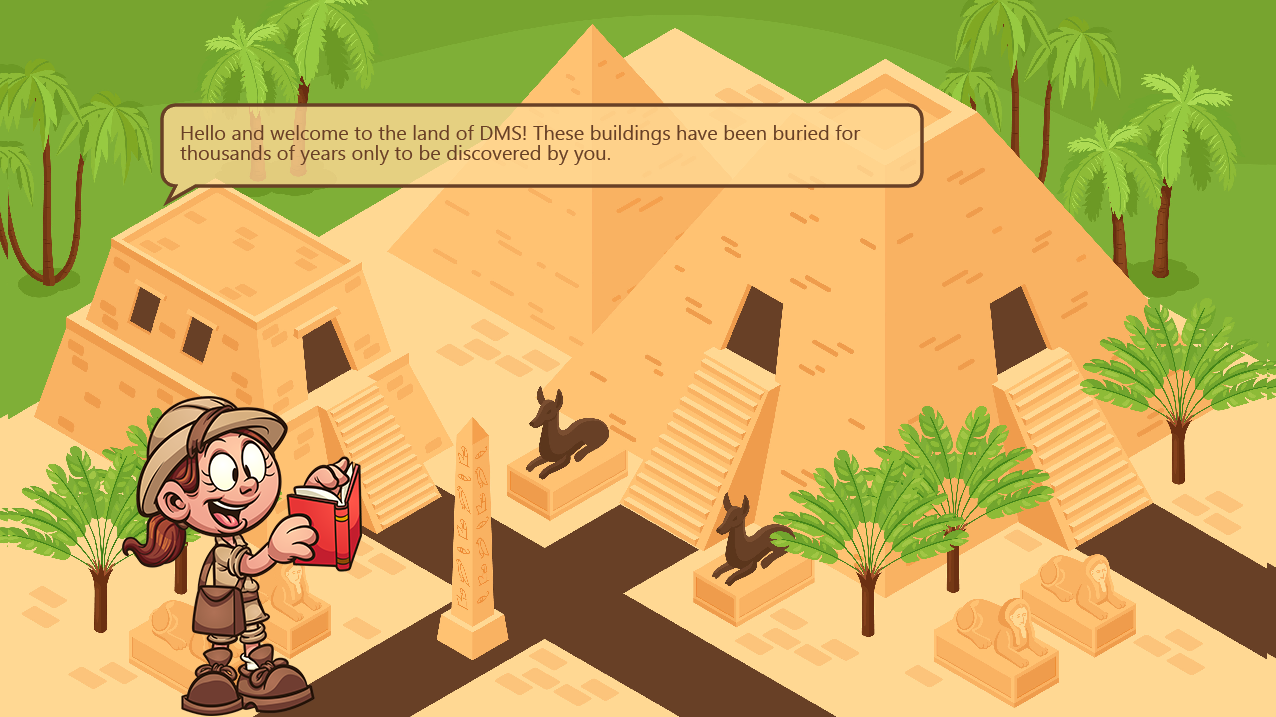 Hello and welcome to the land of DMS! These buildings have been buried for
thousands of years only to be discovered by you.